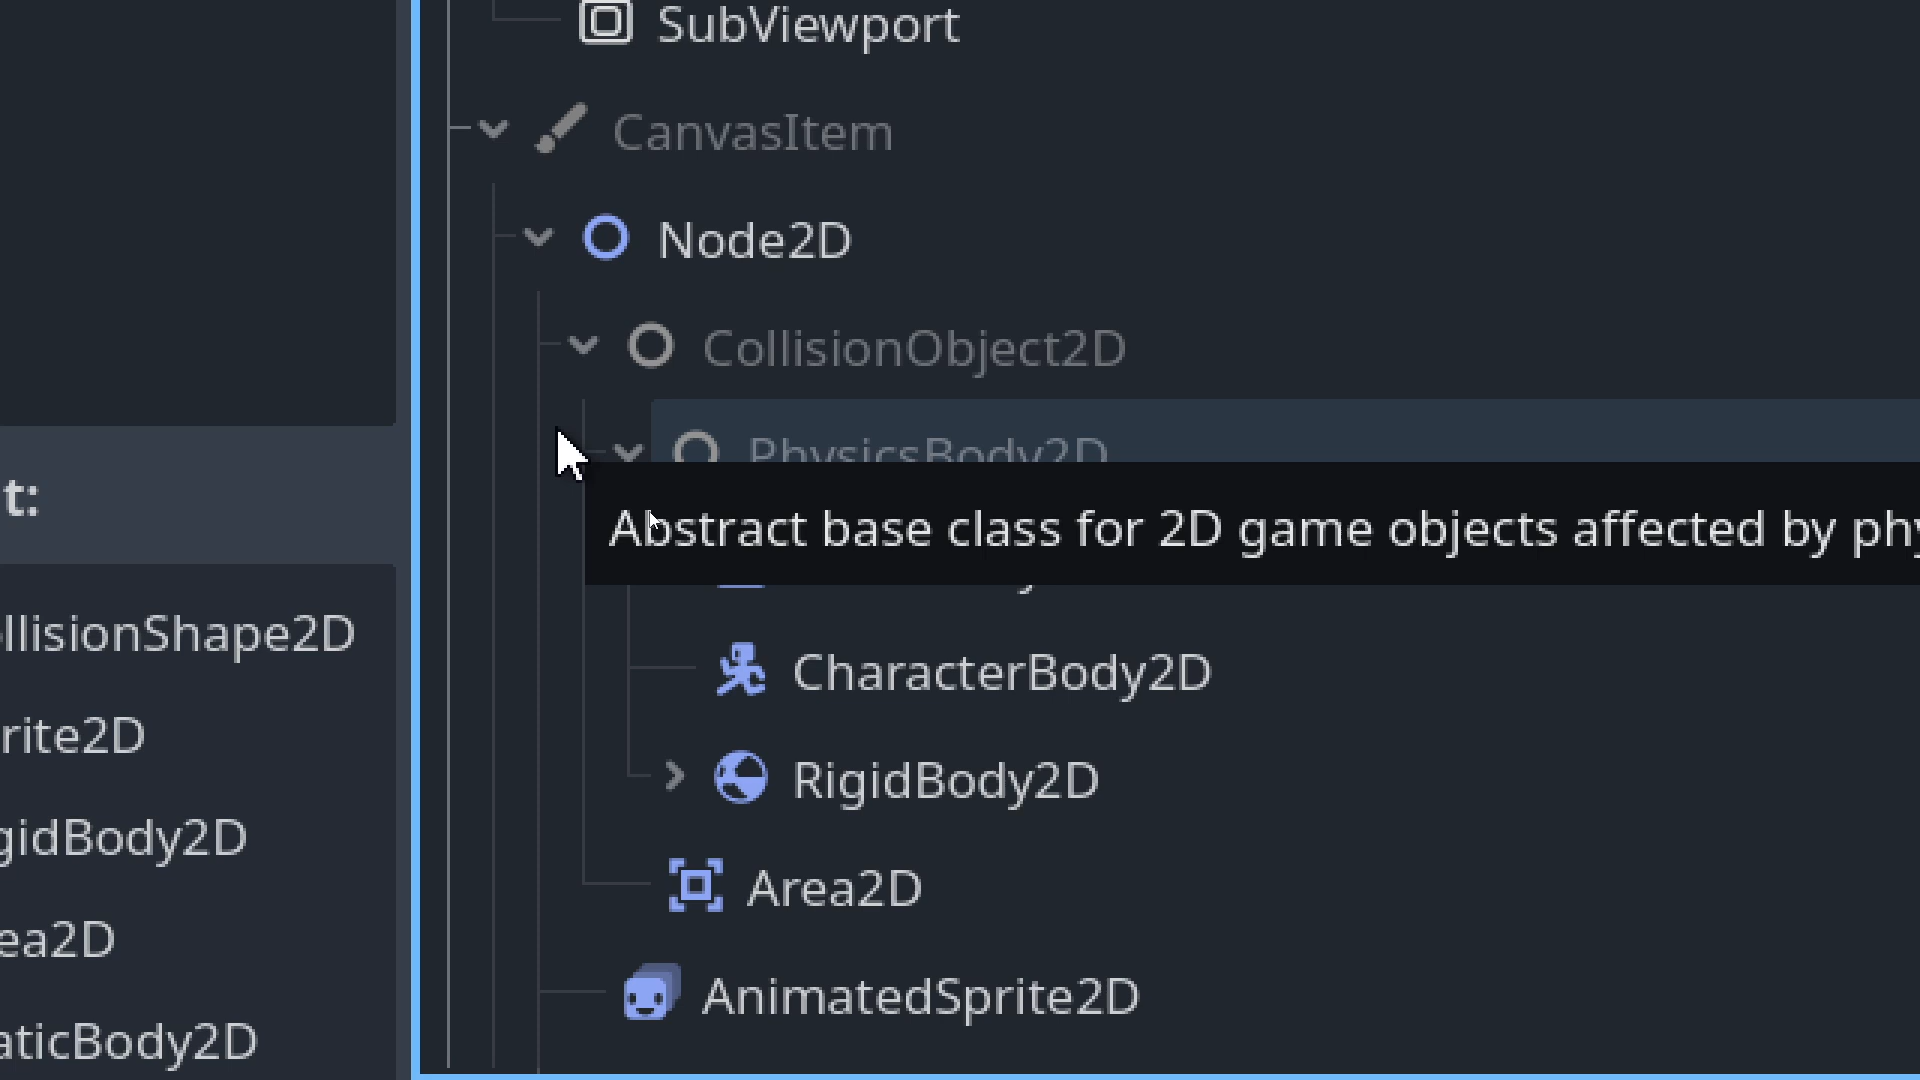 SubViewport
CanvasItem
Node2D
CollisionObject2D
PhysicsBody2D
Abstract base class for 2D game objects affected by phy
CharacterBody2D
RigidBody2D
Area2D
AnimatedSprite2D
t:
ollisionShape2D
rite2D
gidBody2D
ea2D
aticBody2D